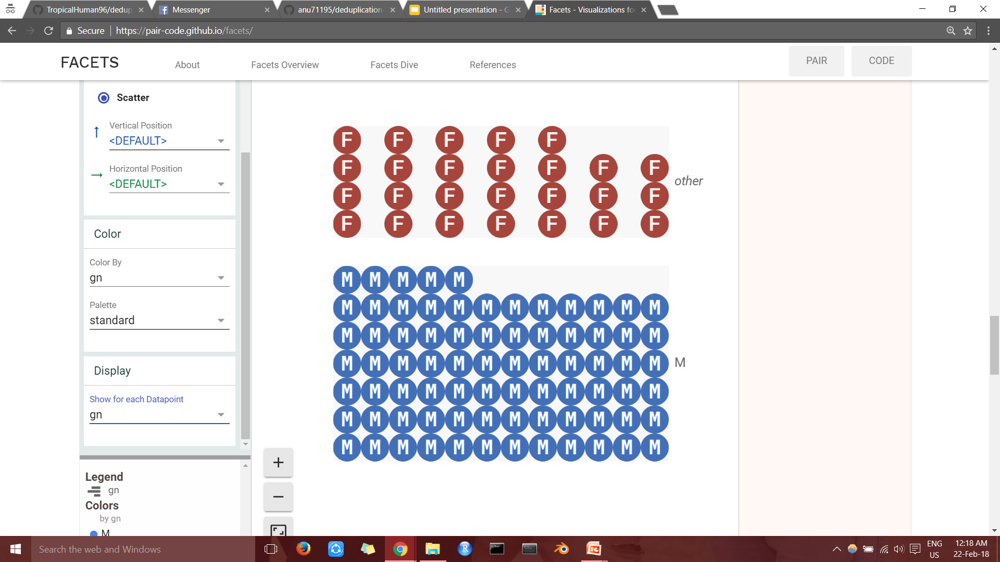 TropicalHuman96/dedup
Messenger
anu71195/deduplication
Untitled presentation - G
Facets - Visualizations fo
Secure
https://pair-code.github.io/facets/
FACETS
About
Facets Overview
Facets Dive
References
PAIR
CODE
Scatter
Vertical Position
<DEFAULT>
Horizontal Position
<DEFAULT>
Color
Color By
gn
Palette
standard
Display
Show for each Datapoint
gn
Legend
gn
Colors
by gn
M
F F F F F
F F F F F F F
F F F F F F F
F F F F F F F
other
M M M M M
M M M M M M M M M M M M
M M M M M M M M M M M M
M M M M M M M M M M M M
M M M M M M M M M M M M
M M M M M M M M M M M M
M M M M M M M M M M M M
M
+
−
Search the web and Windows
ENG
US
12:18 AM
22-Feb-18